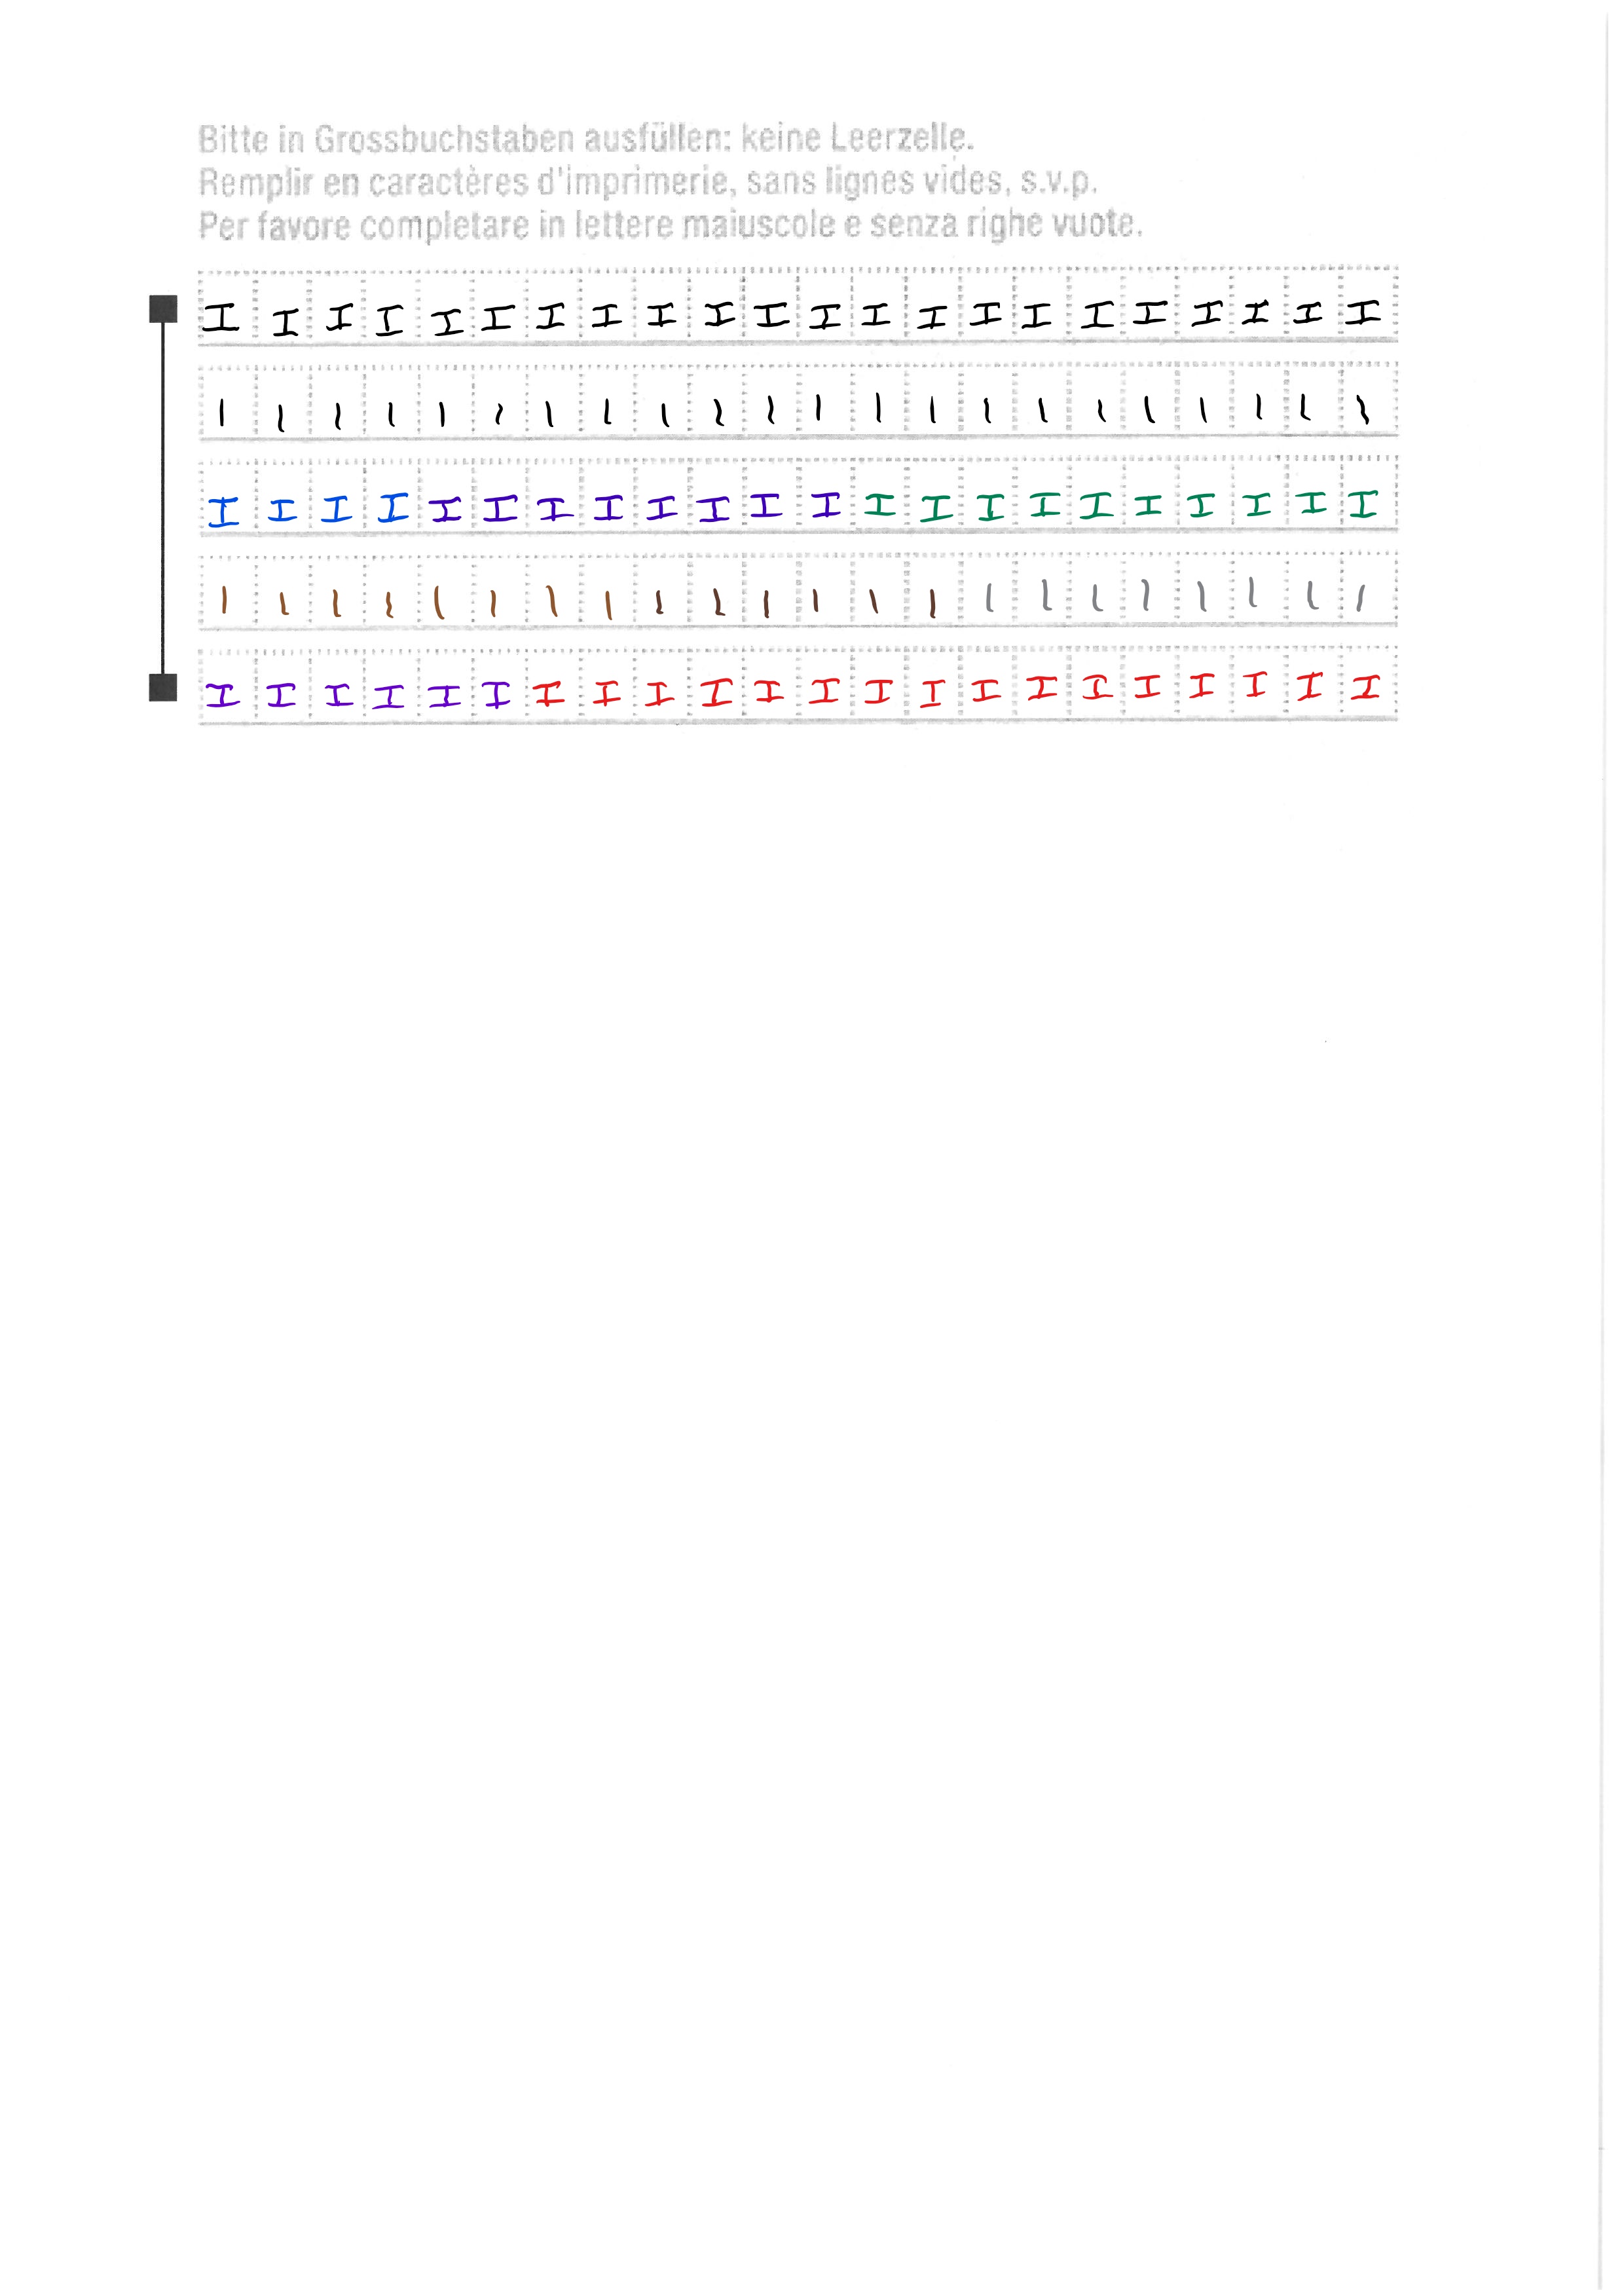 Bitte in Grossbuchstaben ausfüllen: keine Leerzelle.
Remplir en caractères d'imprimerie, sans lignes vides, s.v.p.
Per favore completare in lettere maiuscole e senza righe vuote.
I I I I I I I I I I I I I I I I I I I I I I
I I I I I I I I I I I I I I I I I I I I I I
I I I I I I I I I I I I I I I I I I I I I I
I I I I I I I I I I I I I I I I I I I I I I
I I I I I I I I I I I I I I I I I I I I I I